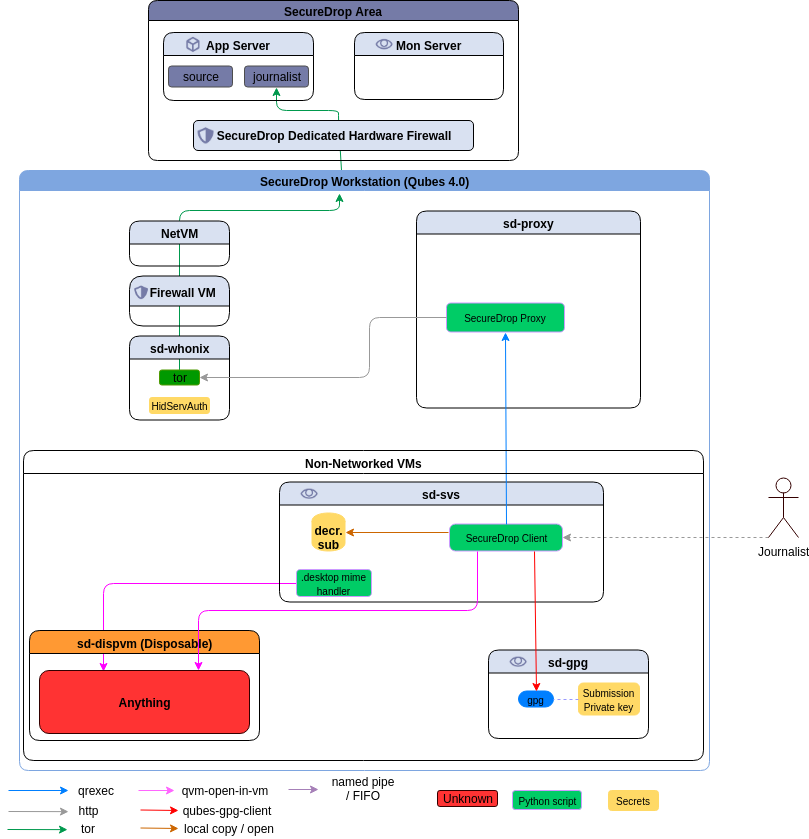 SecureDrop Area
App Server
Mon Server
source
journalist
SecureDrop Dedicated Hardware Firewall
SecureDrop Workstation (Qubes 4.0)
NetVM
sd-proxy
Firewall VM
SecureDrop Proxy
sd-whonix
tor
HidServAuth
Non-Networked VMs
sd-svs
decr.
sub
SecureDrop Client
Journalist
.desktop mime
handler
sd-dispvm (Disposable)
Anything
sd-gpg
gpg
Submission
Private key
qrexec
qvm-open-in-vm
named pipe
/ FIFO
Unknown
Python script
Secrets
http
qubes-gpg-client
tor
local copy / open